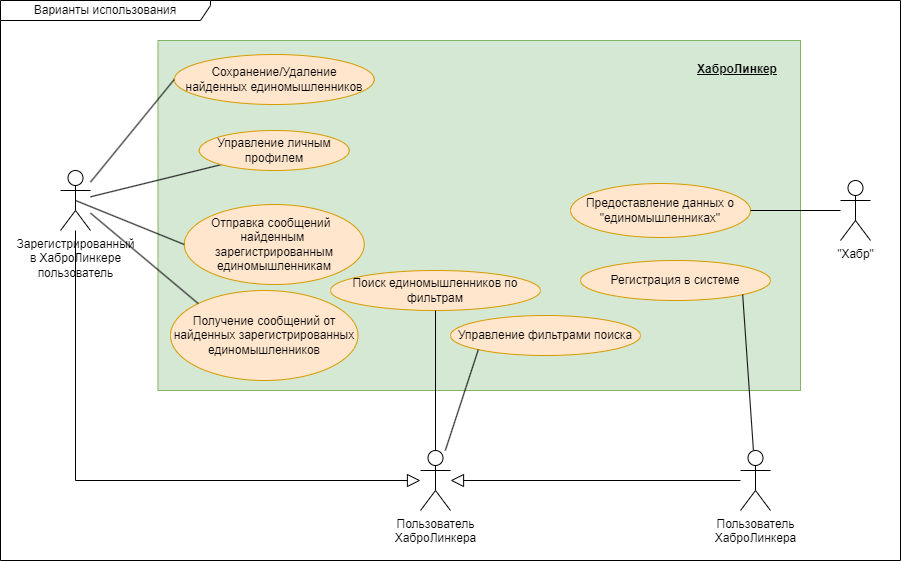 Варианты использования
ХаброЛинкер
Сохранение/Удаление
найденных единомышленников
Управление личным
профилем
Зарегистрированный
в ХаброЛинкере
пользователь
Отправка сообщений
найденным
зарегистрированным
единомышленникам
Предоставление данных о
"единомышленниках"
"Хабр"
Поиск единомышленников по
фильтрам
Регистрация в системе
Получение сообщений от
найденных зарегистрированных
единомышленников
Управление фильтрами поиска
Пользователь
ХаброЛинкера
Пользователь
ХаброЛинкера